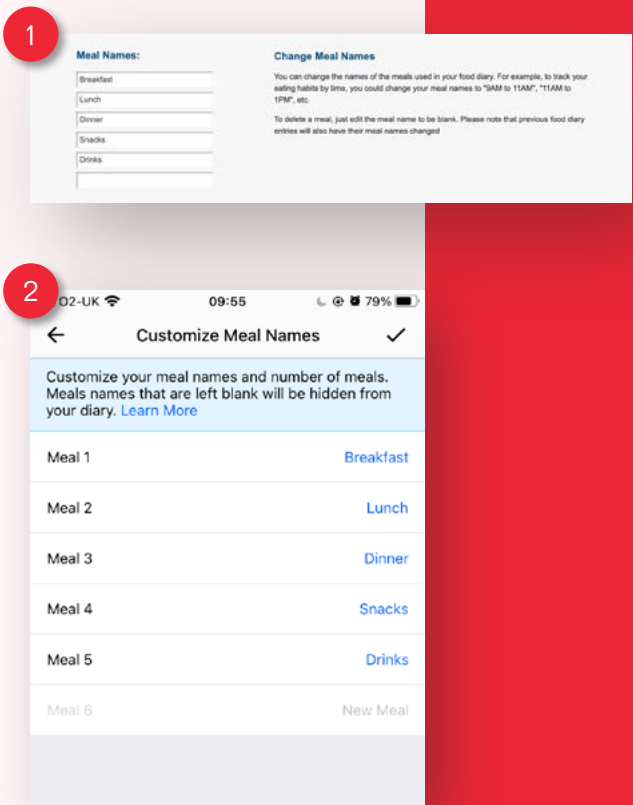 1
Meal Names:
Breakfast
Lunch
Dinner
Snacks
Drinks
Change Meal Names
You can change the names of the meals used in your food diary. For example, to track your
eating habits by time, you could change your meal names to "9AM to 11AM", "11AM to
1PM", etc.
To delete a meal, just edit the meal name to be blank. Please note that previous food diary
entries will also have their meal names changed
2
O2-UK 09:55 79%
Customize Meal Names
Customize your meal names and number of meals.
Meals names that are left blank will be hidden from
your diary. Learn More
Meal 1 Breakfast
Meal 2 Lunch
Meal 3 Dinner
Meal 4 Snacks
Meal 5 Drinks
Meal 6 New Meal